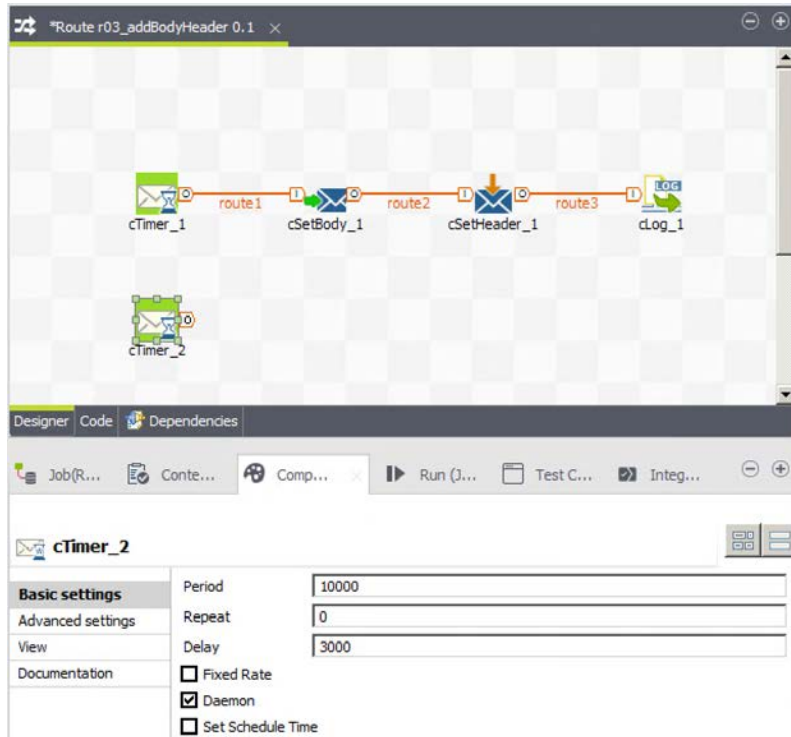 *Route r03_addBodyHeader 0.1
LOG
I O I O I O I
route1 route2 route3
cTimer_1 cSetBody_1 cSetHeader_1 cLog_1
O
cTimer_2
Designer Code Dependencies
Job(R... Conte... Comp... Run (J... Test C... Integ...
cTimer_2
Basic settings
Advanced settings
View
Documentation
Period 10000
Repeat 0
Delay 3000
Fixed Rate
Daemon
Set Schedule Time